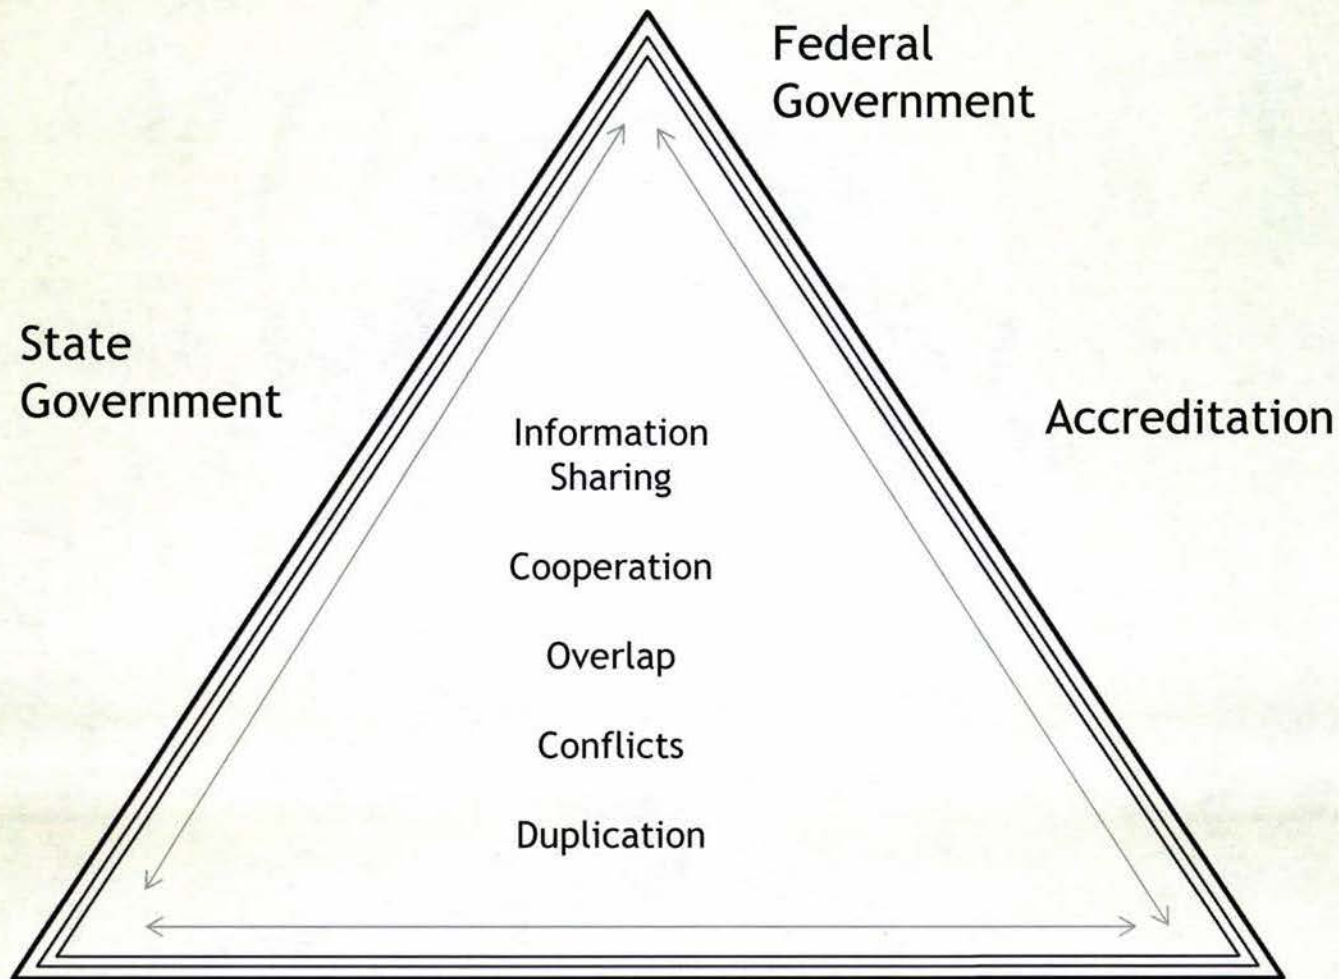 Federal
Government
State
Government
Accreditation
Information
Sharing
Cooperation
Overlap
Conflicts
Duplication